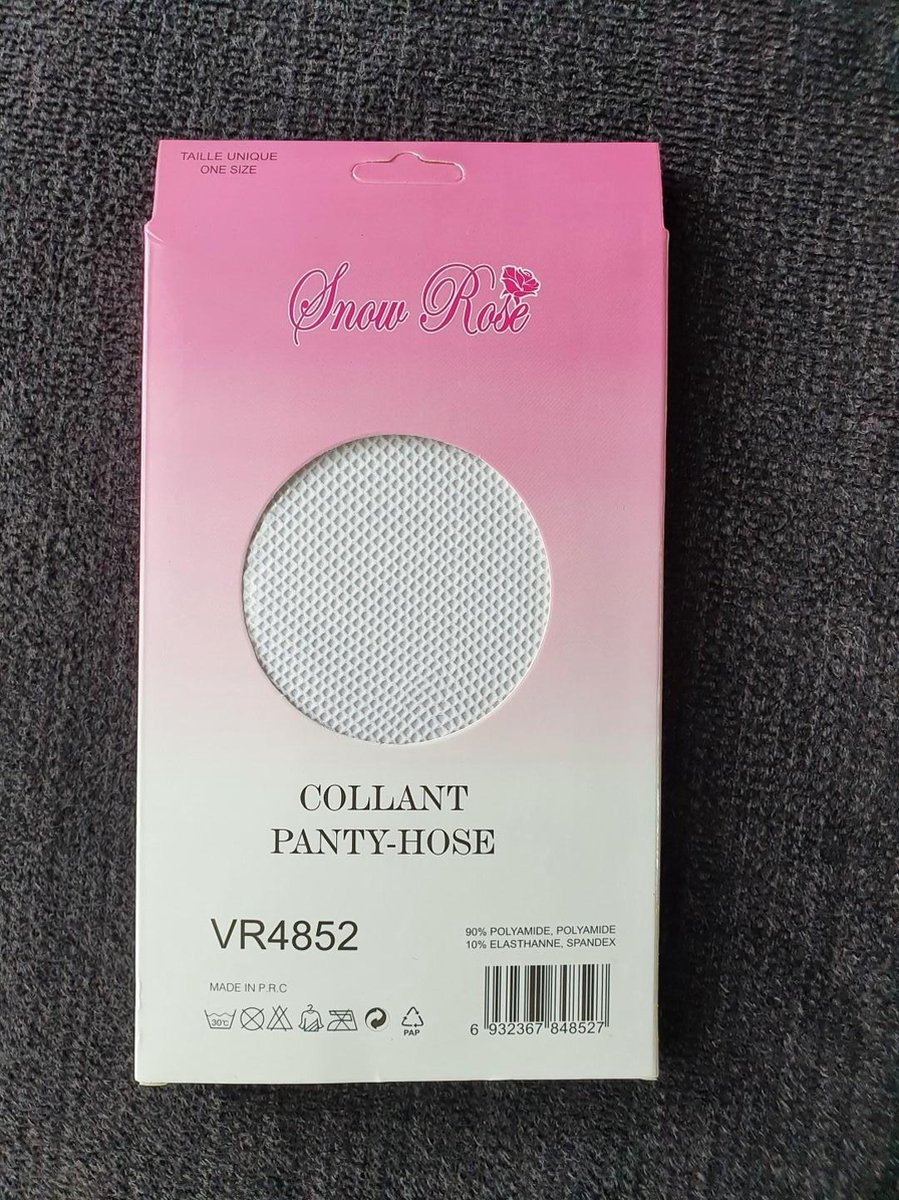 TAILLE UNIQUE
ONE SIZE
Snow Rose
COLLANT
PANTY-HOSE
VR4852
90% POLYAMIDE, POLYAMIDE
10% ELASTHANNE, SPANDEX
MADE IN P.R.C
30°C
PAP
6 932367 848527